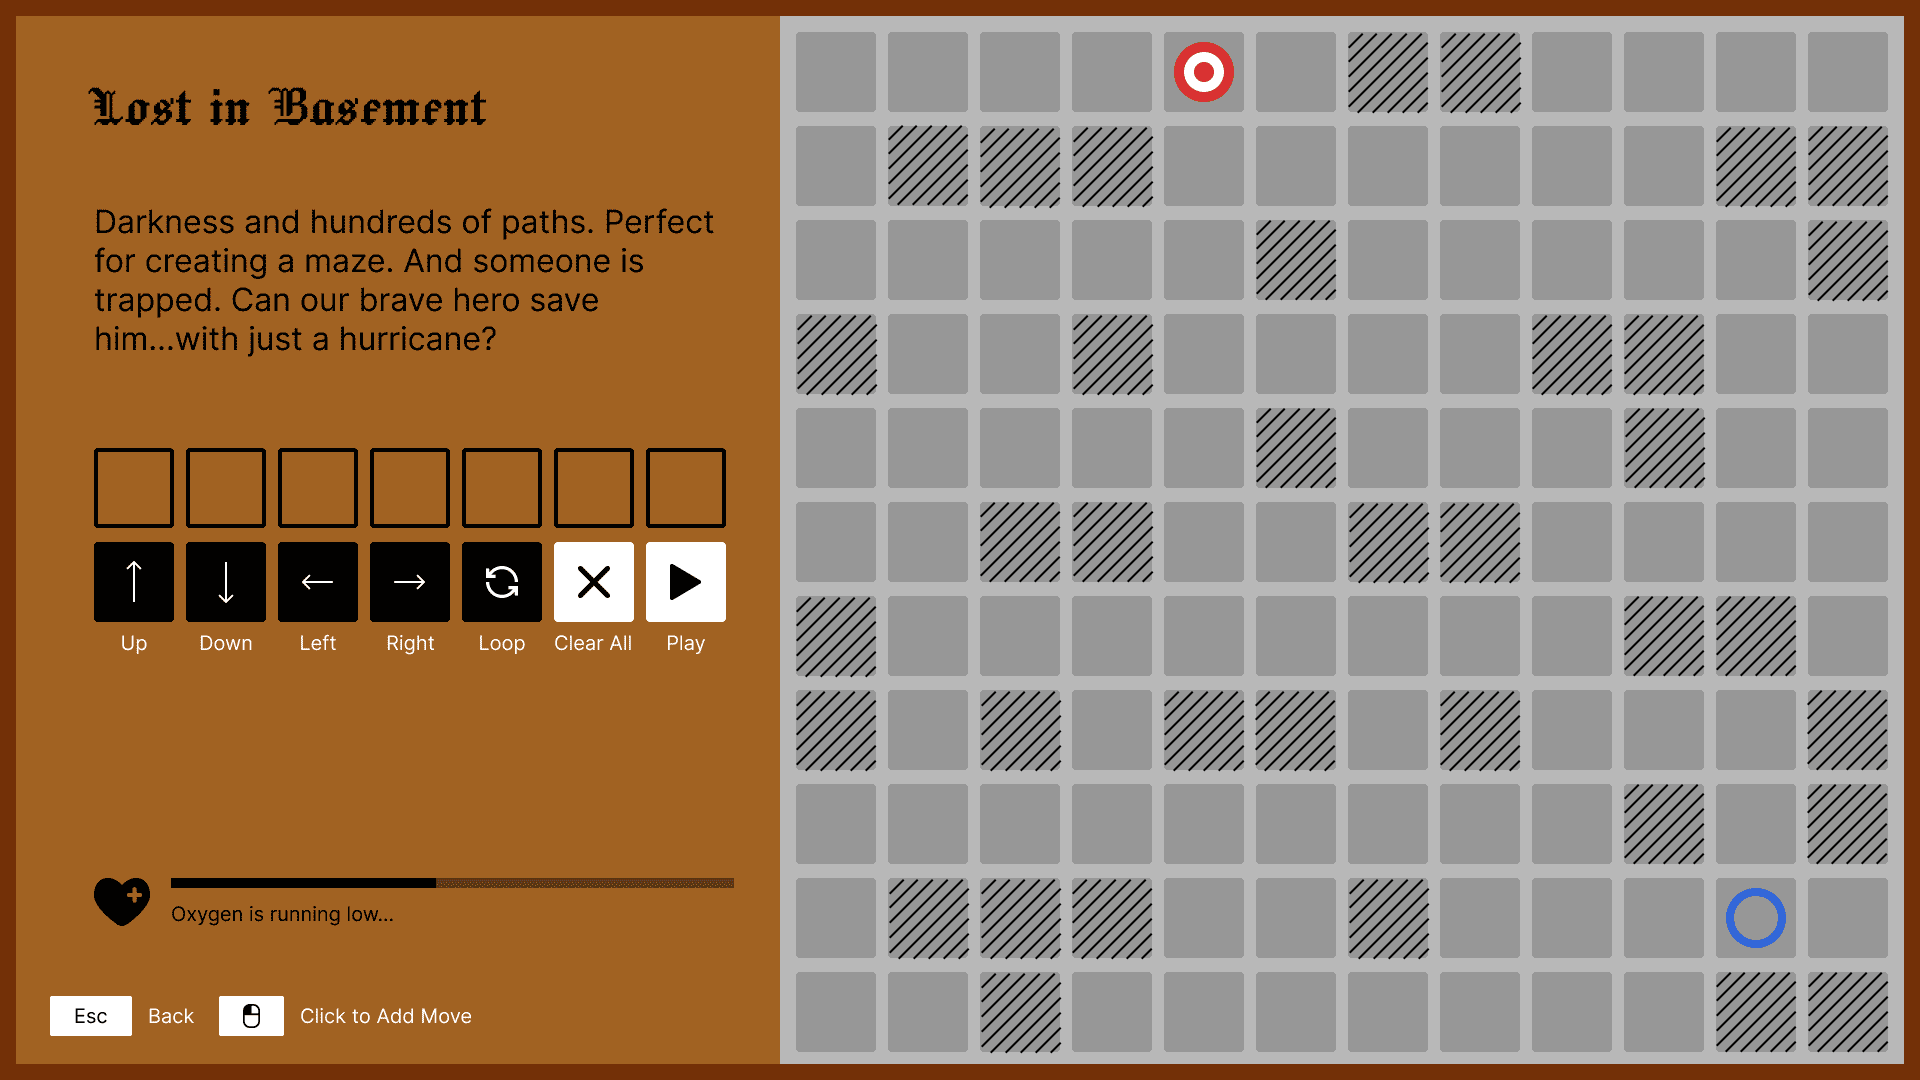 Lost in Basement
Darkness and hundreds of paths. Perfect
for creating a maze. And someone is
trapped. Can our brave hero save
him...with just a hurricane?
Up Down Left Right Loop Clear All Play
Oxygen is running low...
Esc Back Click to Add Move